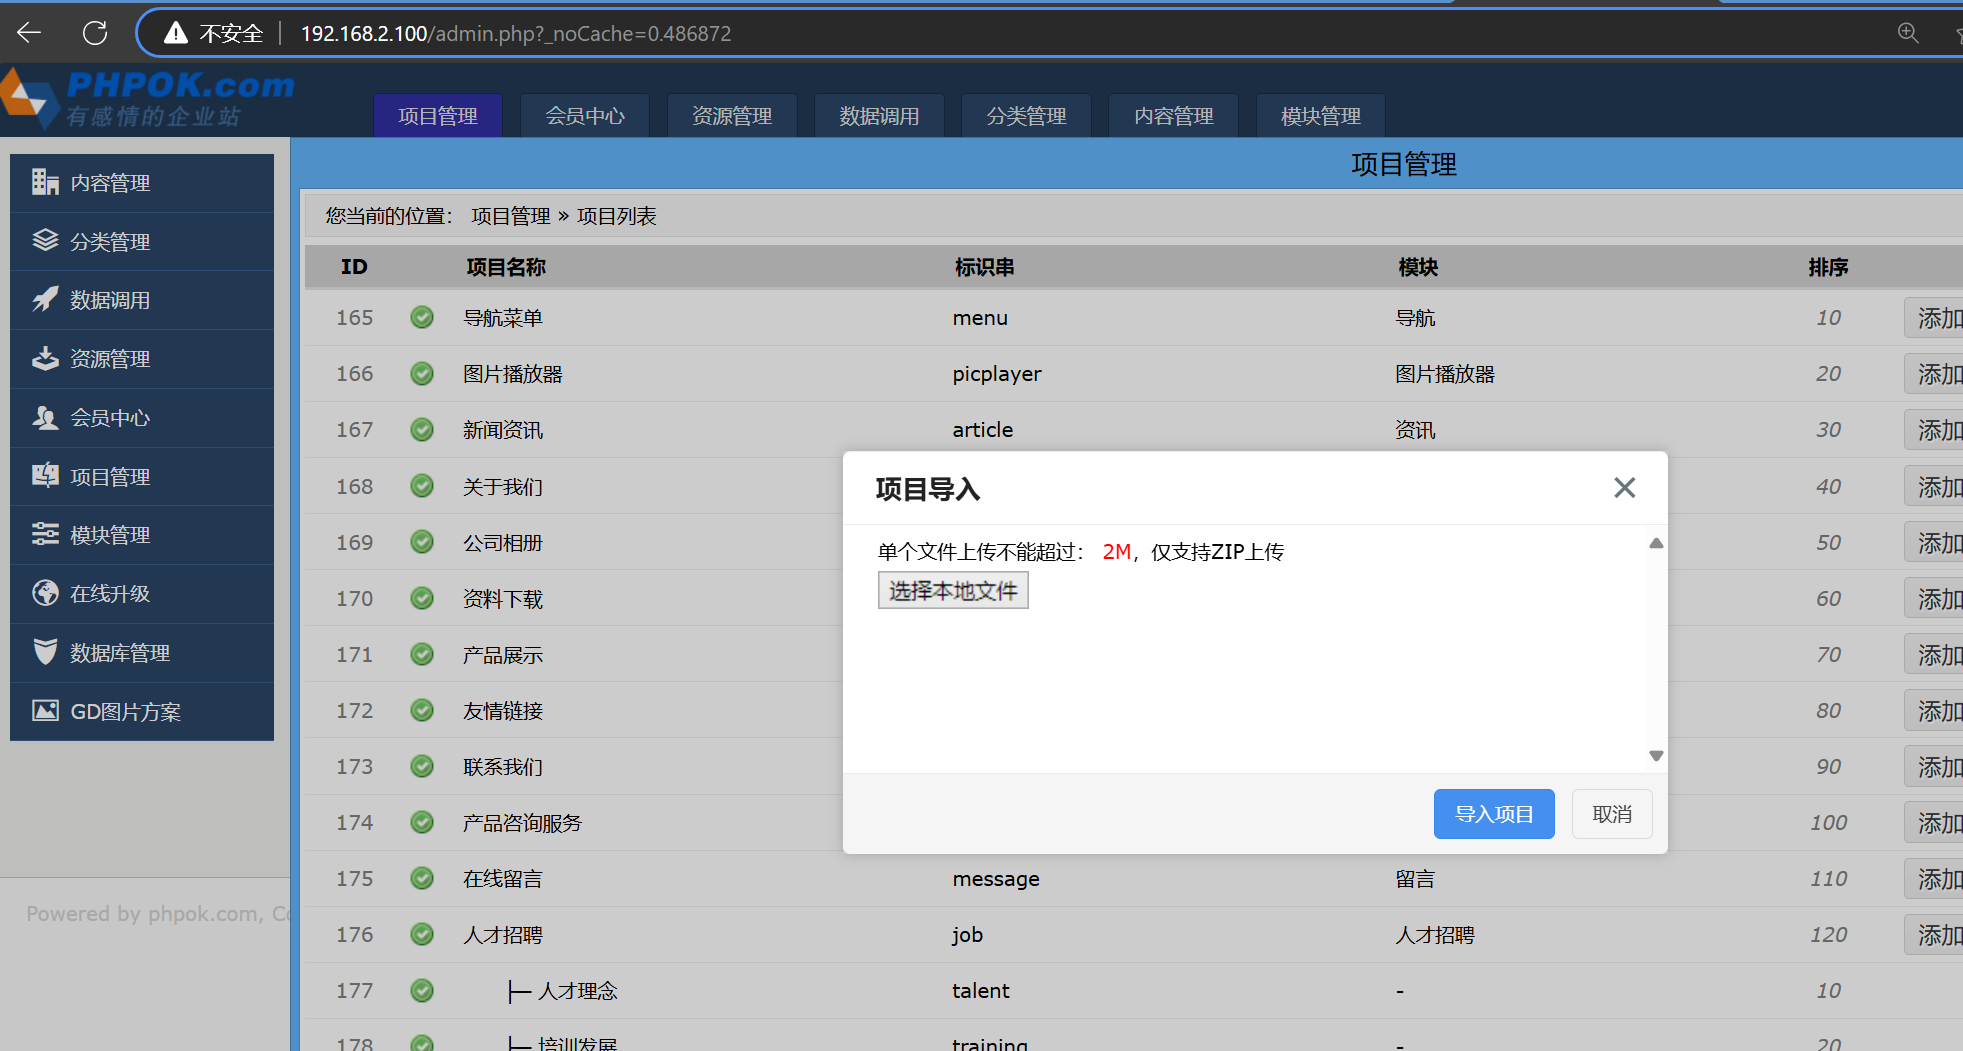 不安全 192.168.2.100/admin.php?_noCache=0.486872
PHPOK.com
有感情的企业站
项目管理 会员中心 资源管理 数据调用 分类管理 内容管理 模块管理
内容管理
分类管理
数据调用
资源管理
会员中心
项目管理
模块管理
在线升级
数据库管理
GD图片方案
Powered by phpok.com, Co
项目管理
您当前的位置： 项目管理 » 项目列表
ID 项目名称 标识串 模块 排序
165 导航菜单 menu 导航 10 添加
166 图片播放器 picplayer 图片播放器 20 添加
167 新闻资讯 article 资讯 30 添加
168 关于我们 40 添加
169 公司相册 50 添加
170 资料下载 60 添加
171 产品展示 70 添加
172 友情链接 80 添加
173 联系我们 90 添加
174 产品咨询服务 100 添加
175 在线留言 message 留言 110 添加
176 人才招聘 job 人才招聘 120 添加
177 ├─ 人才理念 talent - 10
178 ├─ 培训发展 training - 20
项目导入
单个文件上传不能超过： 2M，仅支持ZIP上传
选择本地文件
导入项目 取消